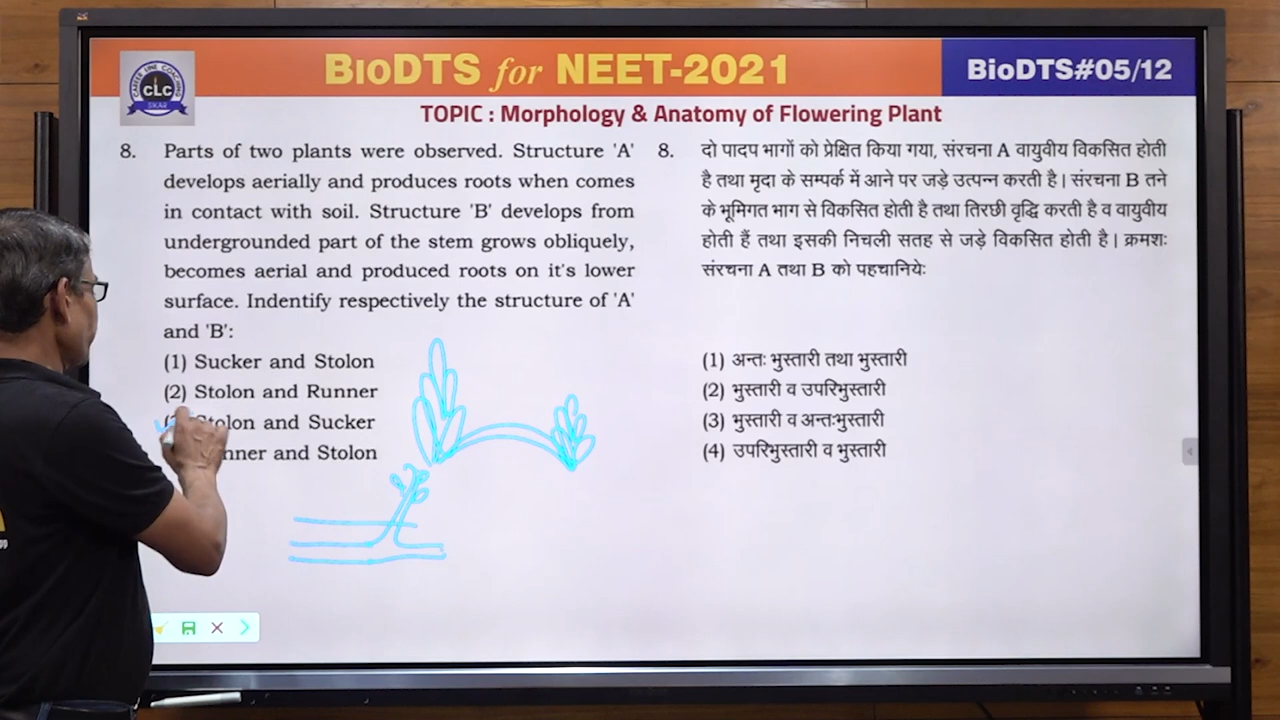 BIODTS for NEET-2021
BioDTS#05/12
CAREER LINE COACHING
CLC
SIKAR
TOPIC : Morphology & Anatomy of Flowering Plant
8. Parts of two plants were observed. Structure 'A'
develops aerially and produces roots when comes
in contact with soil. Structure 'B' develops from
undergrounded part of the stem grows obliquely,
becomes aerial and produced roots on it's lower
surface. Indentify respectively the structure of 'A'
and 'B':
(1) Sucker and Stolon
(2) Stolon and Runner
Stolon and Sucker
and Stolon
8. दो पादप भागों को प्रेक्षित किया गया, संरचना A वायुवीय विकसित होती
है तथा मृदा के सम्पर्क में आने पर जड़े उत्पन्न करती है। संरचना B तने
के भूमिगत भाग से विकसित होती है तथा तिरछी वृद्धि करती है व वायुवीय
होती हैं तथा इसकी निचली सतह से जड़े विकसित होती है। क्रमशः
संरचना A तथा B को पहचानियेः
(1) अन्तः भुस्तारी तथा भुस्तारी
(2) भुस्तारी व उपरिभुस्तारी
(3) भुस्तारी व अन्तःभुस्तारी
(4) उपरिभुस्तारी व भुस्तारी